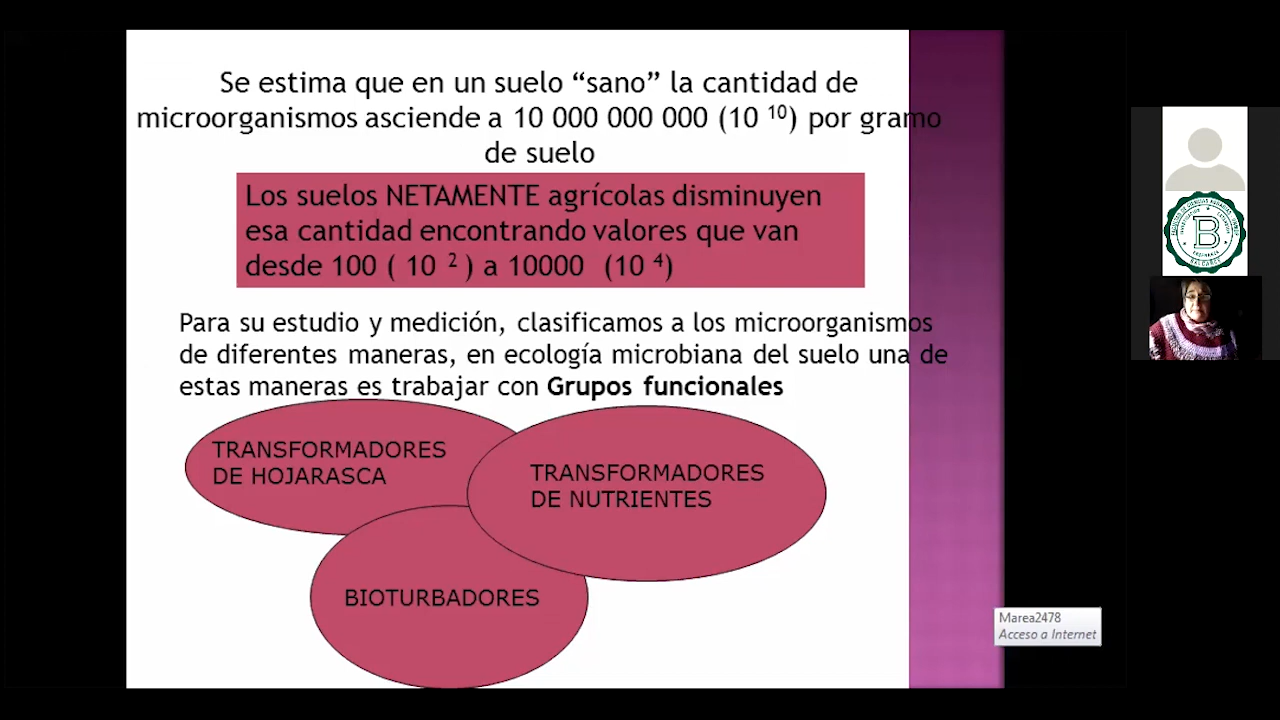 Se estima que en un suelo “sano” la cantidad de
microorganismos asciende a 10 000 000 000 (10 ¹⁰) por gramo
de suelo
Los suelos NETAMENTE agrícolas disminuyen
esa cantidad encontrando valores que van
desde 100 ( 10 ² ) a 10000 (10 ⁴)
Para su estudio y medición, clasificamos a los microorganismos
de diferentes maneras, en ecología microbiana del suelo una de
estas maneras es trabajar con Grupos funcionales
TRANSFORMADORES
DE HOJARASCA
TRANSFORMADORES
DE NUTRIENTES
BIOTURBADORES
B
BALCARCE
Marea2478
Acceso a Internet